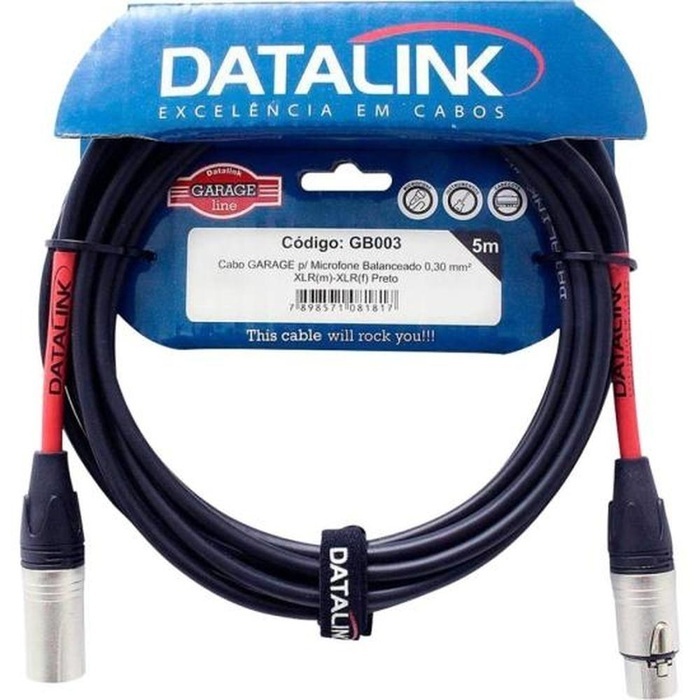 DATALINK
EXCELÊNCIA EM CABOS
Datalink
GARAGE
line
Código: GB003
5m
Cabo GARAGE p/ Microfone Balanceado 0,30 mm²
XLR(m)-XLR(f) Preto
7 898571 081817
This cable will rock you!!!
DATALINK
DATALINK
DATALINK